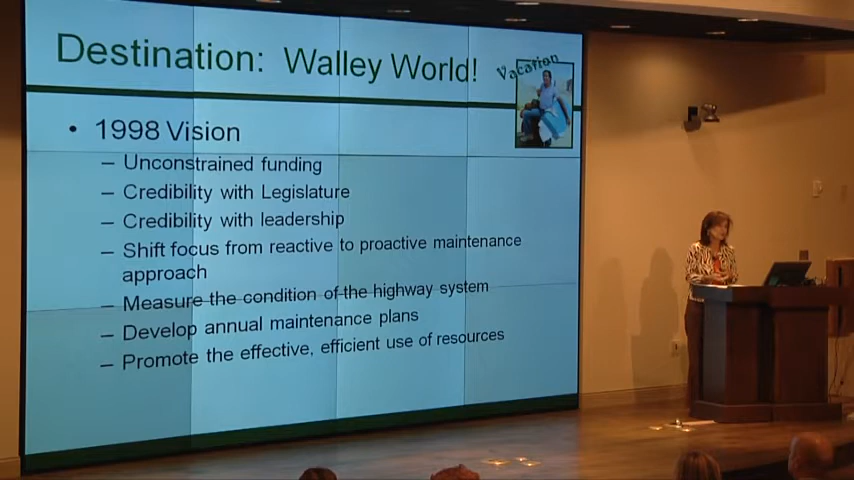 Destination: Walley World!
Vacation
• 1998 Vision
– Unconstrained funding
– Credibility with Legislature
– Credibility with leadership
– Shift focus from reactive to proactive maintenance
approach
– Measure the condition of the highway system
– Develop annual maintenance plans
– Promote the effective, efficient use of resources